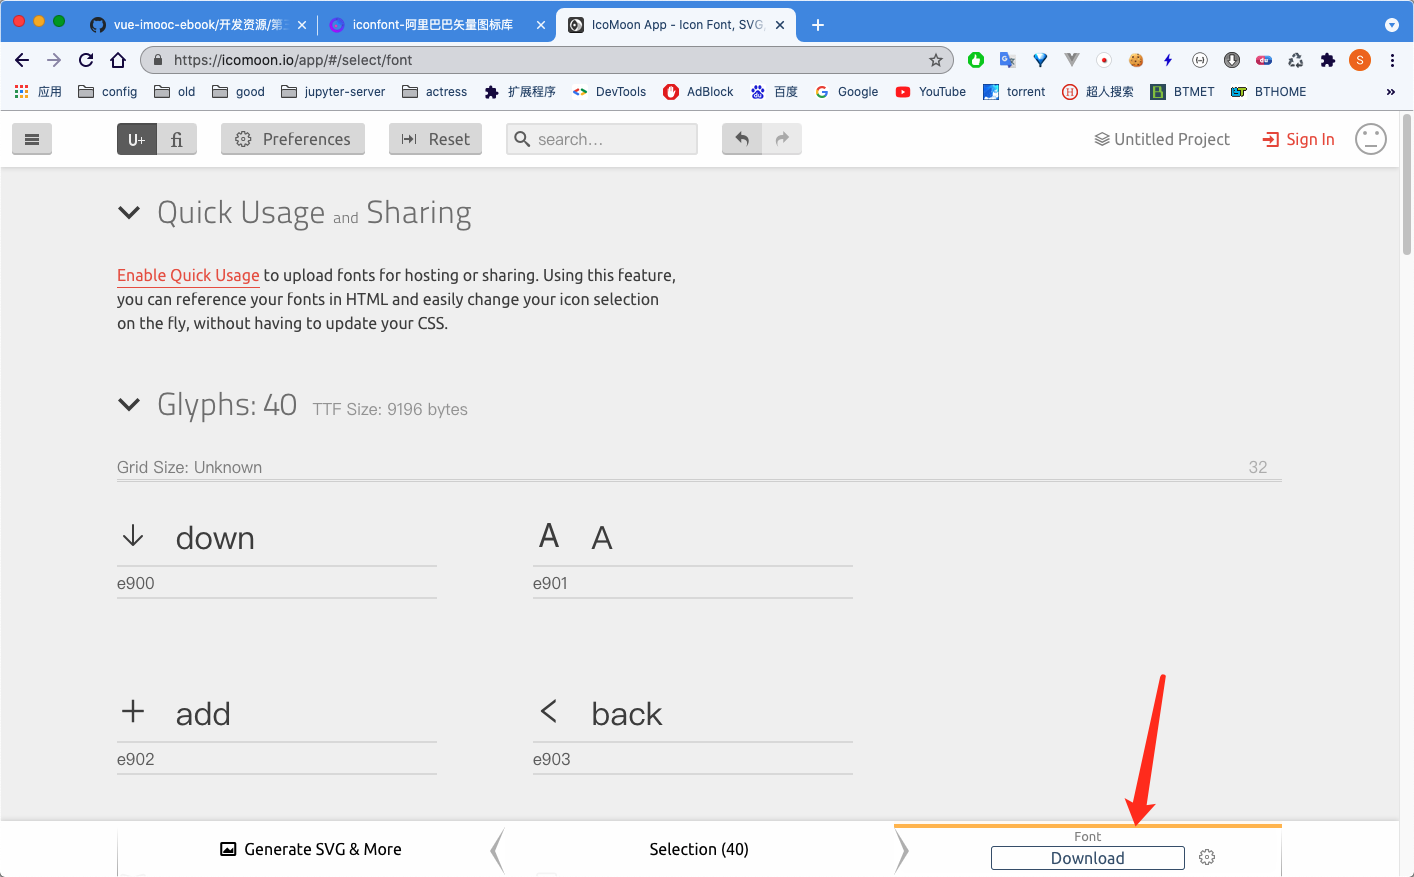 vue-imooc-ebook/开发资源/第三
iconfont-阿里巴巴矢量图标库
IcoMoon App - Icon Font, SVG,
https://icomoon.io/app/#/select/font
S
应用
config
old
good
jupyter-server
actress
扩展程序
DevTools
AdBlock
百度
Google
YouTube
torrent
超人搜索
BTMET
BTHOME
»
U+
fi
Preferences
Reset
search...
Untitled Project
Sign In
Quick Usage and Sharing
Enable Quick Usage to upload fonts for hosting or sharing. Using this feature,
you can reference your fonts in HTML and easily change your icon selection
on the fly, without having to update your CSS.
Glyphs: 40 TTF Size: 9196 bytes
Grid Size: Unknown 32
down
e900
A A
e901
add
e902
back
e903
Generate SVG & More
Selection (40)
Font
Download